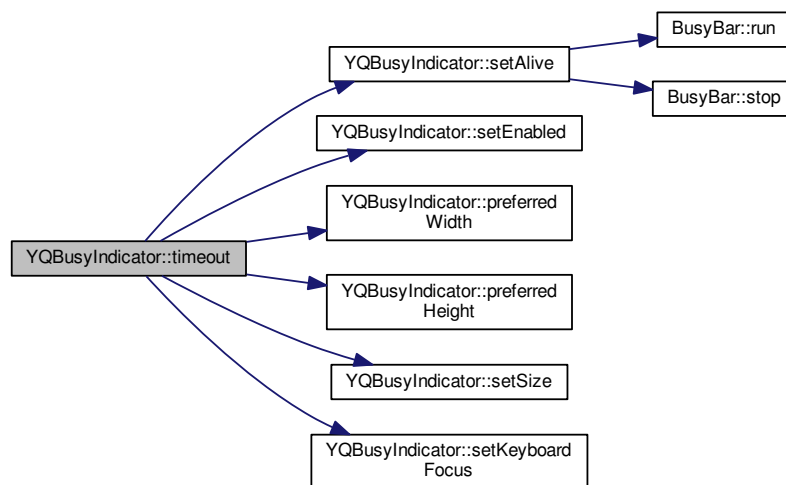 BusyBar::run
YQBusyIndicator::setAlive
BusyBar::stop
YQBusyIndicator::setEnabled
YQBusyIndicator::preferred
Width
YQBusyIndicator::timeout
YQBusyIndicator::preferred
Height
YQBusyIndicator::setSize
YQBusyIndicator::setKeyboard
Focus